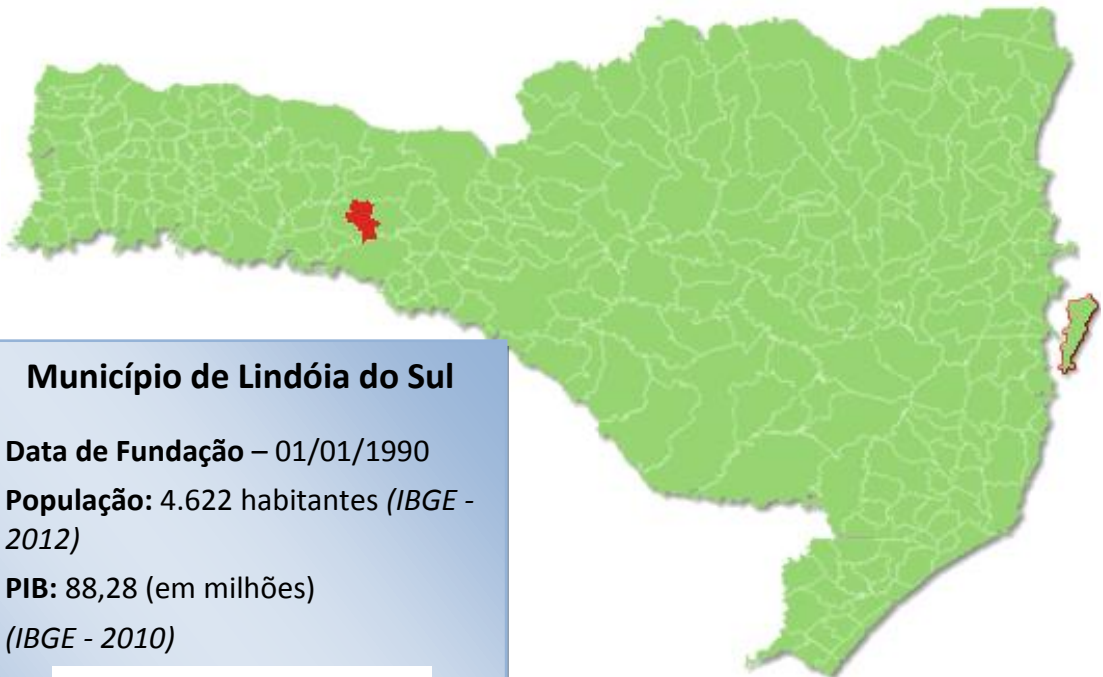 Município de Lindóia do Sul
Data de Fundação – 01/01/1990
População: 4.622 habitantes (IBGE -
2012)
PIB: 88,28 (em milhões)
(IBGE - 2010)